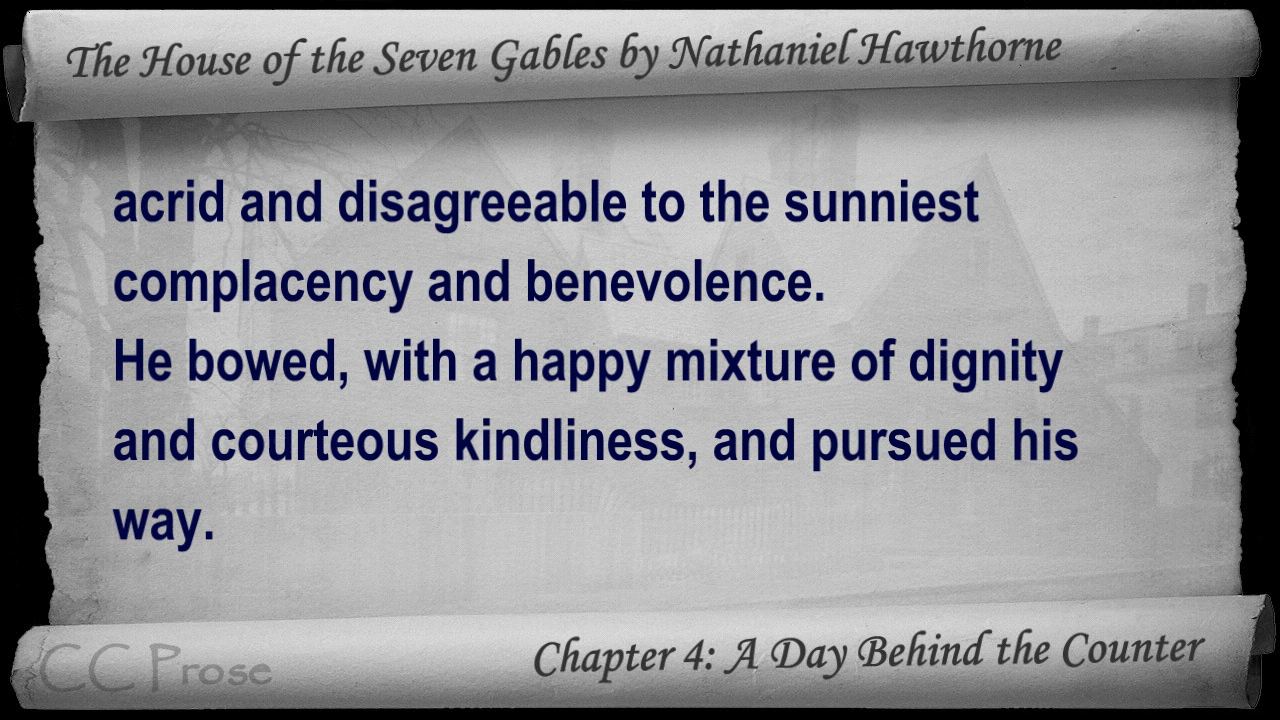 The House of the Seven Gables by Nathaniel Hawthorne
acrid and disagreeable to the sunniest
complacency and benevolence.
He bowed, with a happy mixture of dignity
and courteous kindliness, and pursued his
way.
CC Prose
Chapter 4: A Day Behind the Counter